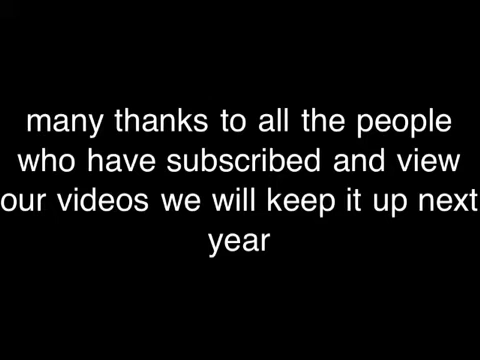 many thanks to all the people
who have subscribed and view
our videos we will keep it up next
year